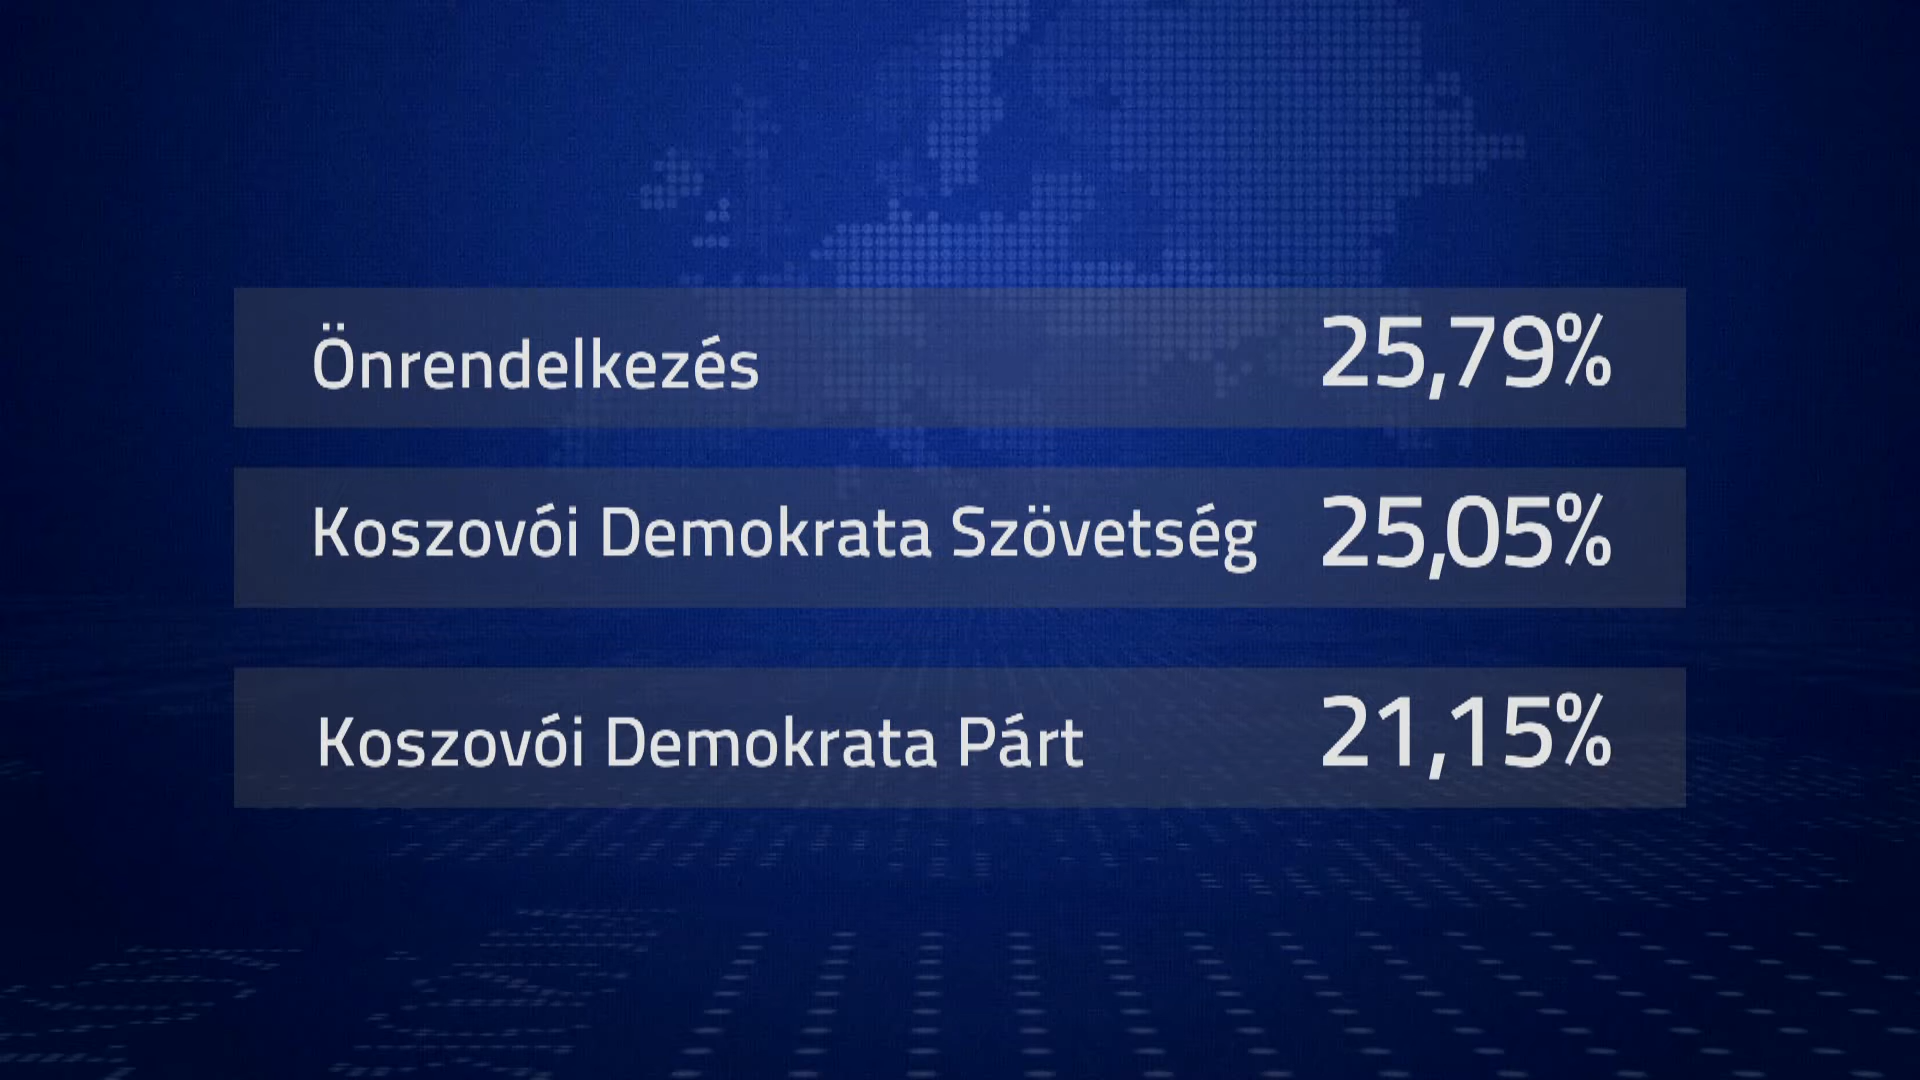 Önrendelkezés 25,79%
Koszovói Demokrata Szövetség 25,05%
Koszovói Demokrata Párt 21,15%